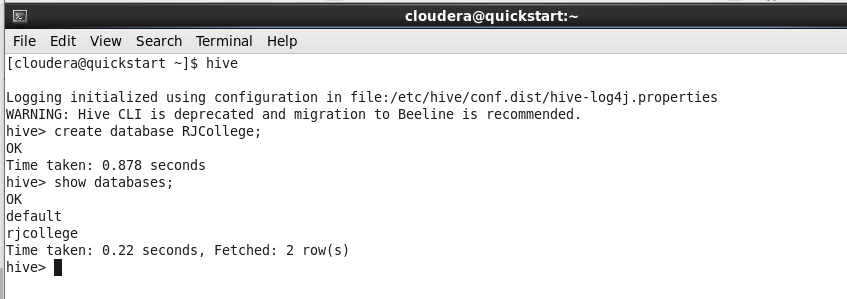 cloudera@quickstart:~
File Edit View Search Terminal Help
[cloudera@quickstart ~]$ hive
Logging initialized using configuration in file:/etc/hive/conf.dist/hive-log4j.properties
WARNING: Hive CLI is deprecated and migration to Beeline is recommended.
hive> create database RJCollege;
OK
Time taken: 0.878 seconds
hive> show databases;
OK
default
rjcollege
Time taken: 0.22 seconds, Fetched: 2 row(s)
hive>